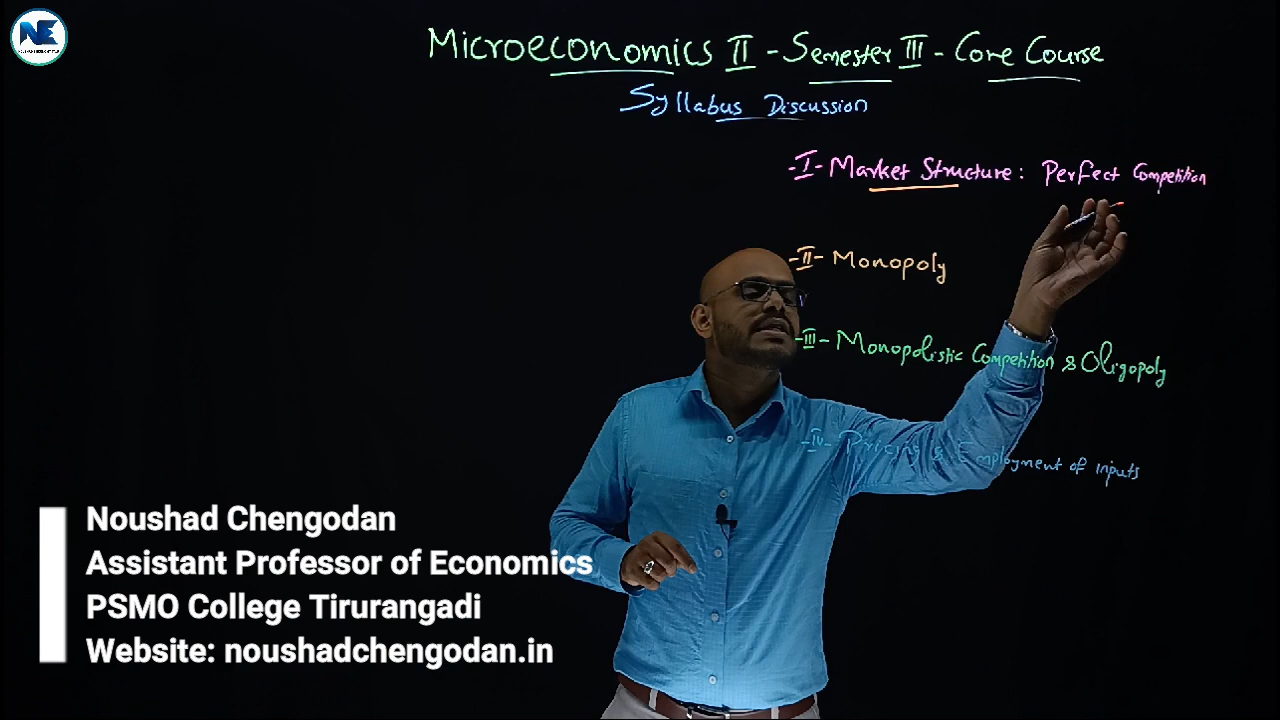 NE
Microeconomics II - Semester III - Core Course
Syllabus Discussion
-I- Market Structure: Perfect Competition
-II- Monopoly
-III- Monopolistic Competition & Oligopoly
-IV- Pricing & Employment of inputs
Noushad Chengodan
Assistant Professor of Economics
PSMO College Tirurangadi
Website: noushadchengodan.in